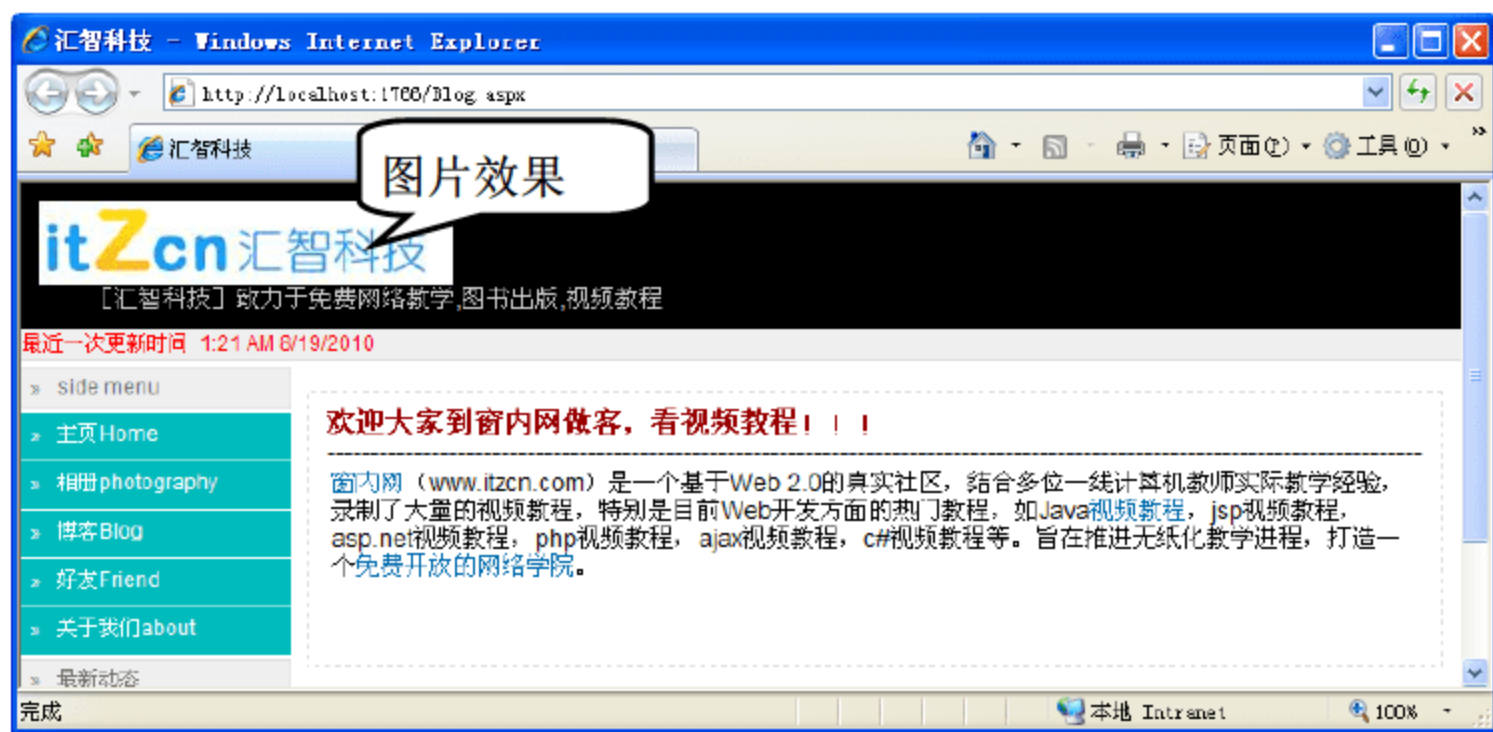 汇智科技 - Windows Internet Explorer
http://localhost:1766/Blog.aspx
汇智科技
页面(P)
工具(O)
图片效果
itZcn汇智科技
[汇智科技] 致力于免费网络教学,图书出版,视频教程
最近一次更新时间 1:21 AM 8/19/2010
» side menu
» 主页Home
» 相册photography
» 博客Blog
» 好友Friend
» 关于我们about
» 最新动态
欢迎大家到窗内网做客，看视频教程！！！
窗内网（www.itzcn.com）是一个基于Web 2.0的真实社区，结合多位一线计算机教师实际教学经验，
录制了大量的视频教程，特别是目前Web开发方面的热门教程，如Java视频教程，jsp视频教程，
asp.net视频教程，php视频教程，ajax视频教程，c#视频教程等。旨在推进无纸化教学进程，打造一
个免费开放的网络学院。
完成
本地 Intranet
100%